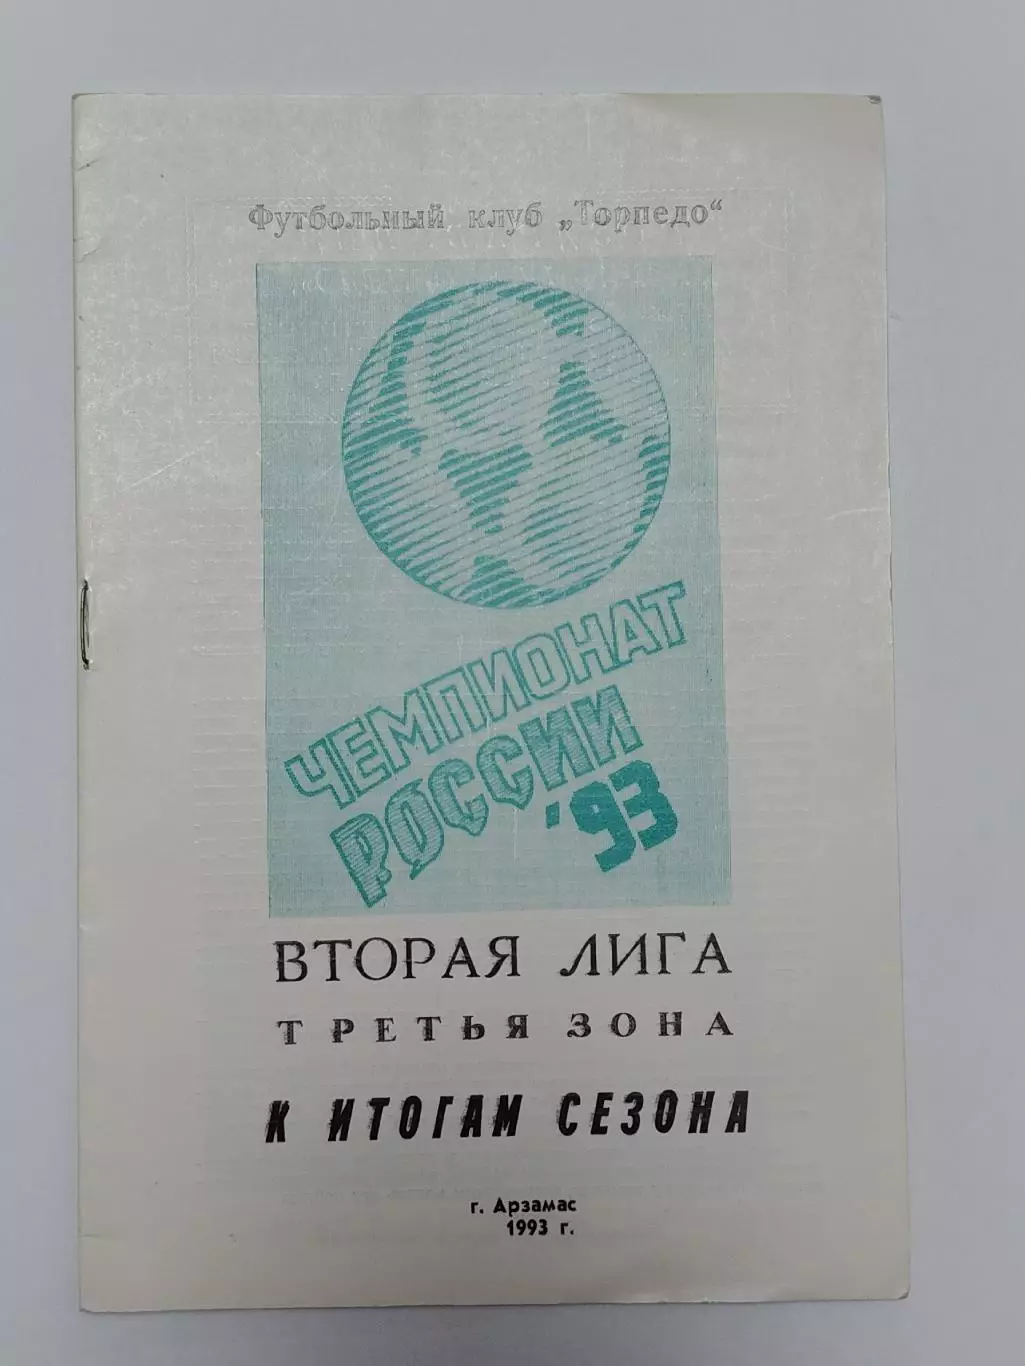 Футбольный клуб „Торпедо“
ЧЕМПИОНАТ
РОССИИ
'93
ВТОРАЯ ЛИГА
ТРЕТЬЯ ЗОНА
К ИТОГАМ СЕЗОНА
г. Арзамас
1993 г.